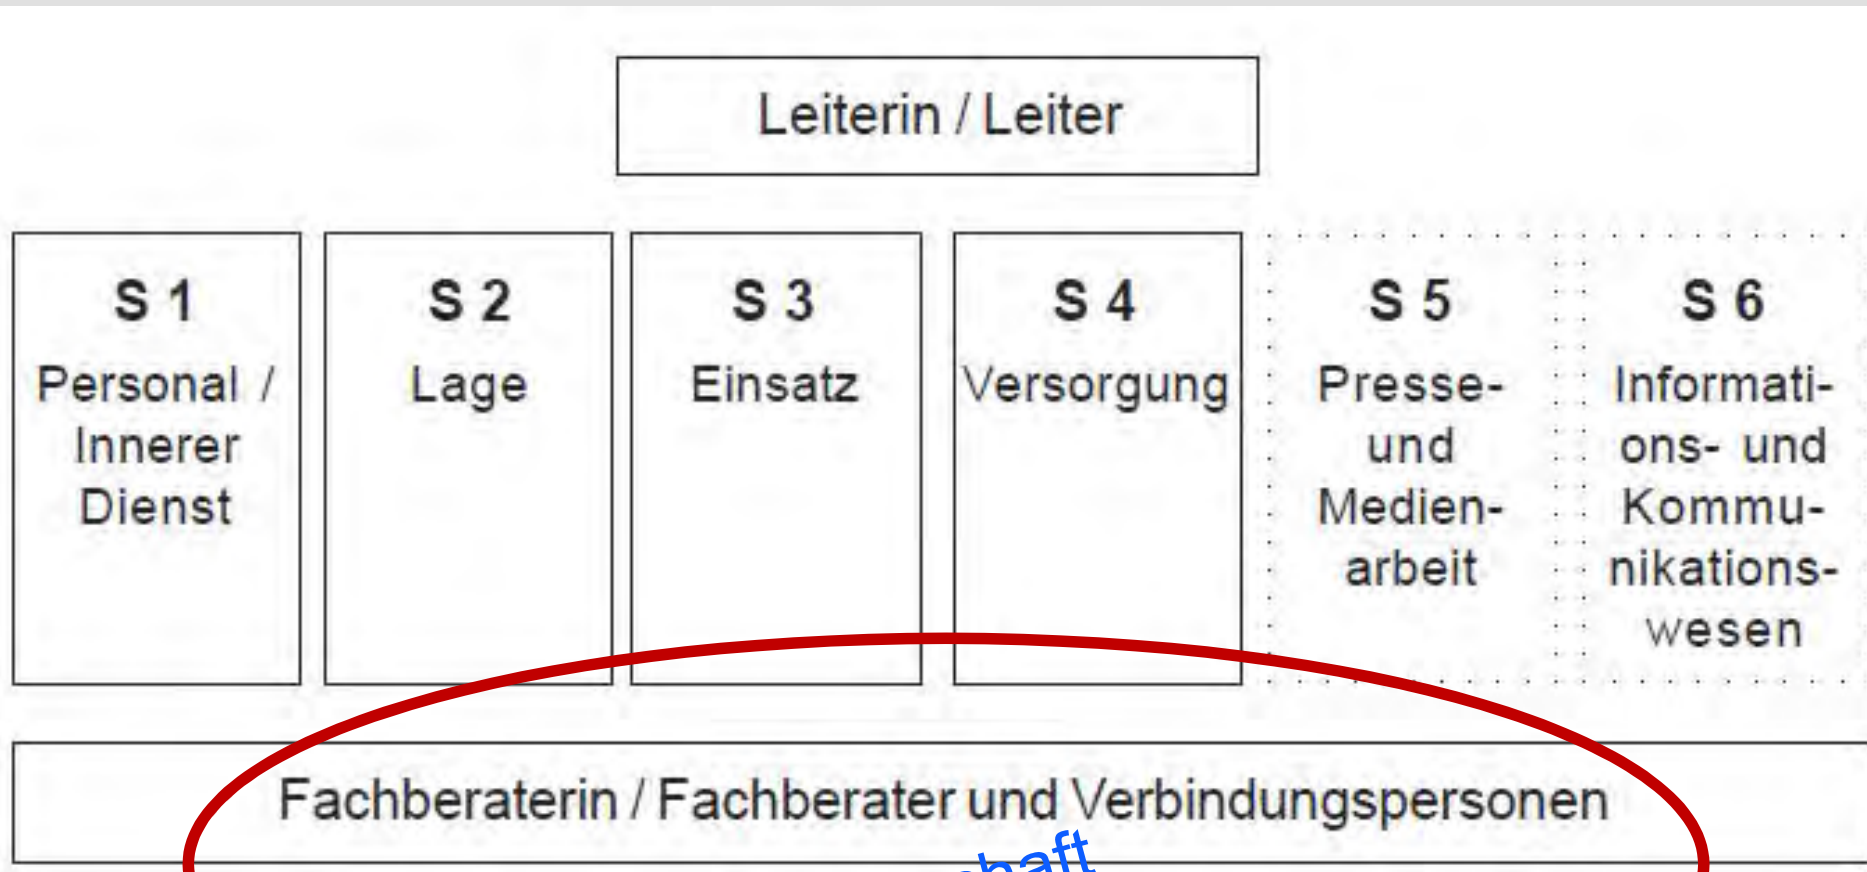 Leiterin / Leiter
S 1
Personal /
Innerer
Dienst
S 2
Lage
S 3
Einsatz
S 4
Versorgung
S 5
Presse-
und
Medien-
arbeit
S 6
Informati-
ons- und
Kommu-
nikations-
wesen
Fachberaterin / Fachberater und Verbindungspersonen